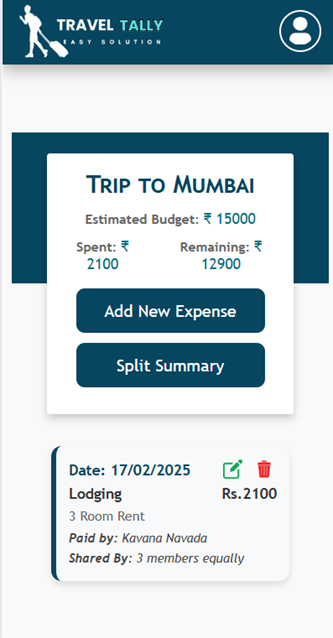 TRAVEL TALLY
EASY SOLUTION
Trip to Mumbai
Estimated Budget: ₹ 15000
Spent: ₹ Remaining: ₹
2100 12900
Add New Expense
Split Summary
Date: 17/02/2025
Lodging Rs.2100
3 Room Rent
Paid by: Kavana Navada
Shared By: 3 members equally